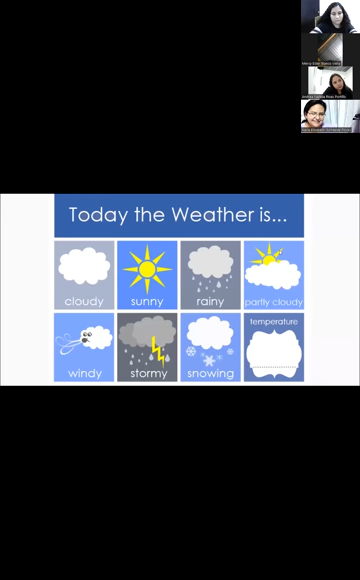 Today the Weather is...
cloudy
sunny
rainy
partly cloudy
windy
stormy
snowing
temperature